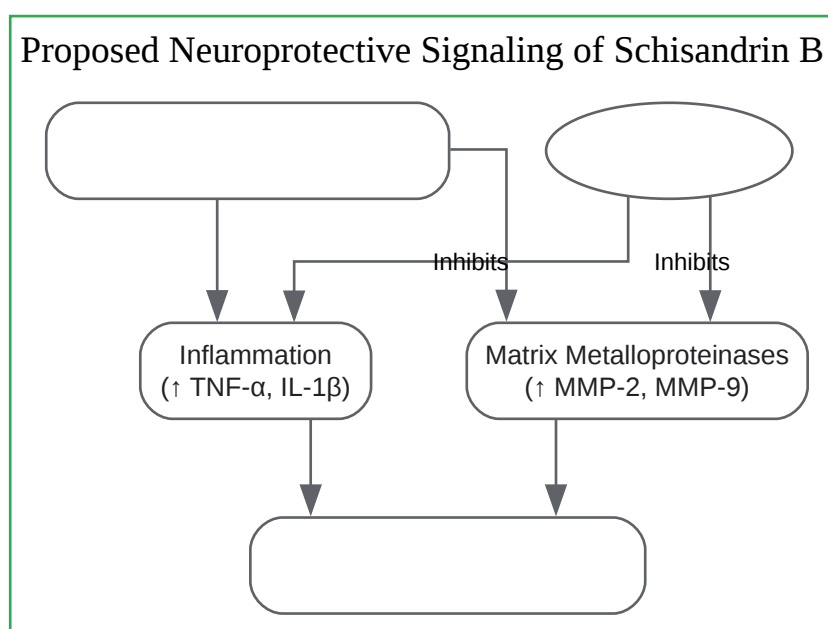 Proposed Neuroprotective Signaling of Schisandrin B
Inhibits
Inhibits
Inflammation
(↑ TNF-α, IL-1β)
Matrix Metalloproteinases
(↑ MMP-2, MMP-9)